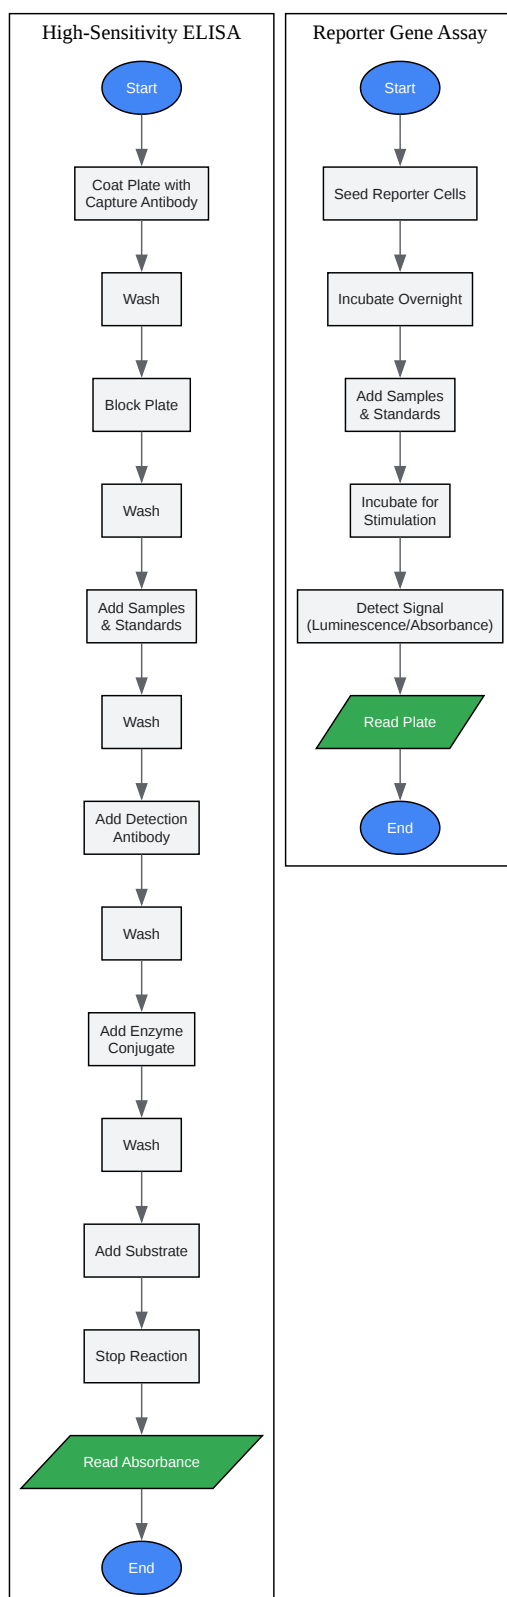 High-Sensitivity ELISA
Start
Coat Plate with
Capture Antibody
Wash
Block Plate
Wash
Add Samples
& Standards
Wash
Add Detection
Antibody
Wash
Add Enzyme
Conjugate
Wash
Add Substrate
Stop Reaction
Read Absorbance
End
Reporter Gene Assay
Start
Seed Reporter Cells
Incubate Overnight
Add Samples
& Standards
Incubate for
Stimulation
Detect Signal
(Luminescence/Absorbance)
Read Plate
End